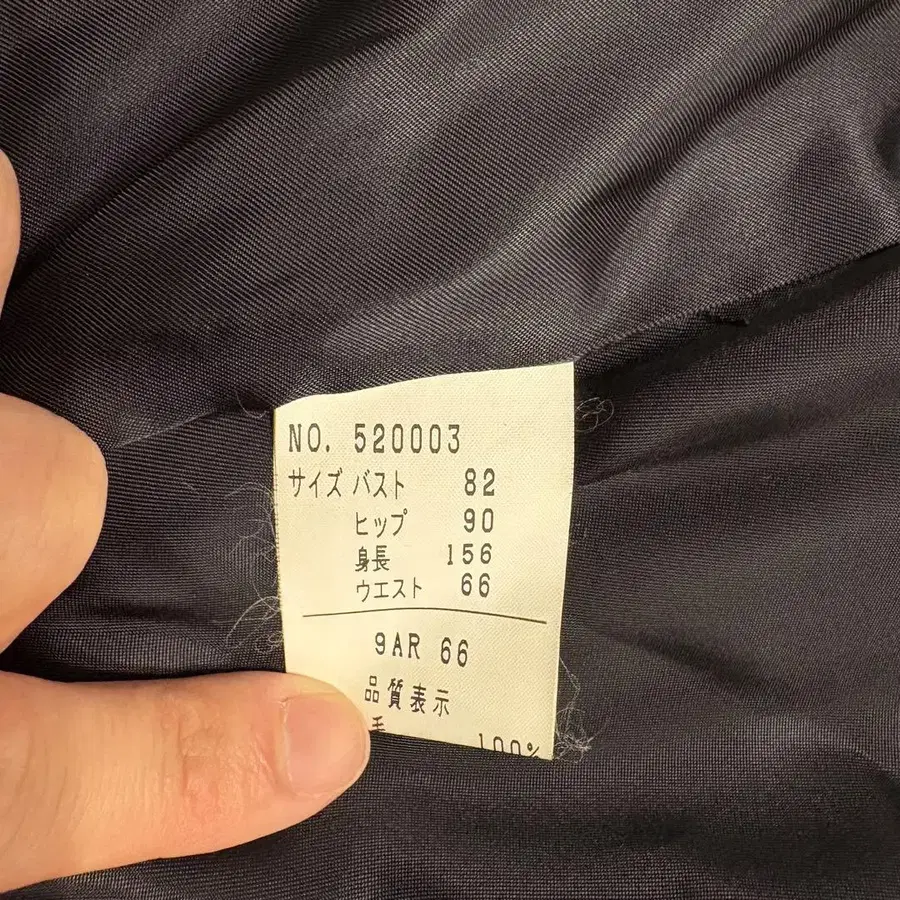 NO. 520003
サイズ バスト 82
ヒップ 90
身長 156
ウエスト 66
9AR 66
品質表示
毛 100%